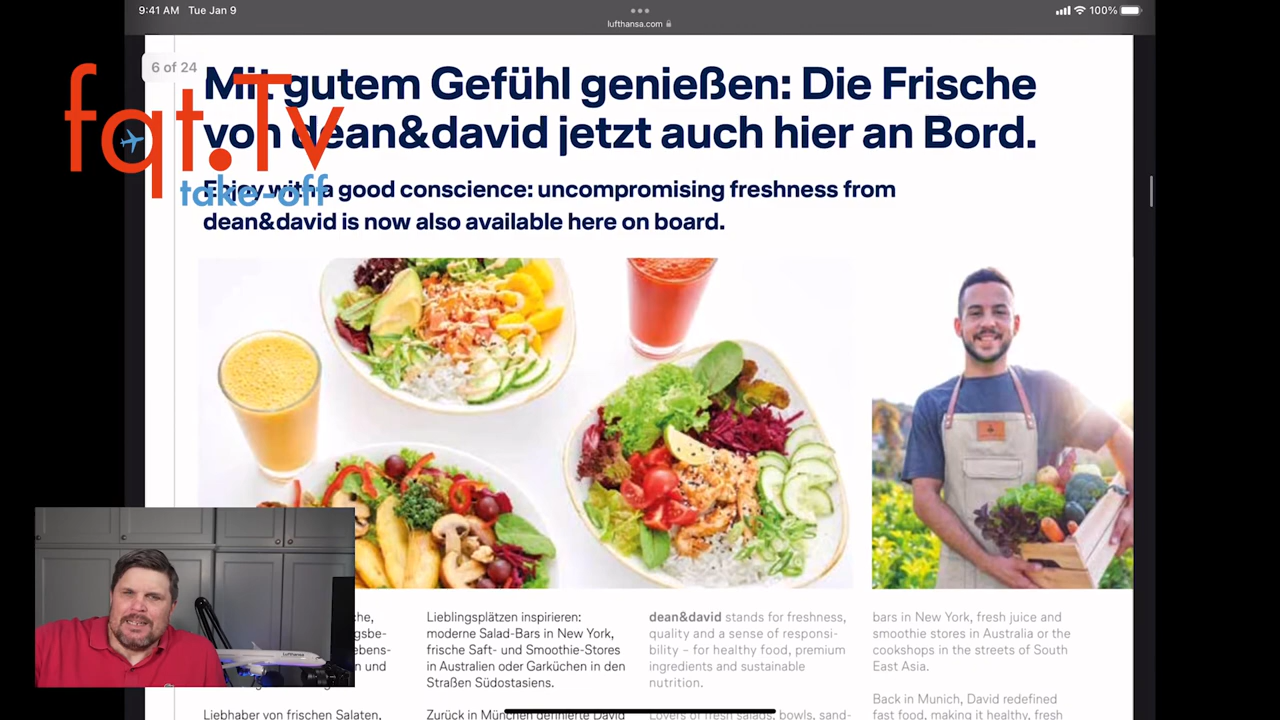 9:41 AM Tue Jan 9
lufthansa.com
100%
6 of 24
fqt.Tv
take-off
Mit gutem Gefühl genießen: Die Frische
von dean&david jetzt auch hier an Bord.
Enjoy with a good conscience: uncompromising freshness from
dean&david is now also available here on board.
Lufthansa
Liebhaber von frischen Salaten,
Lieblingsplätzen inspirieren:
moderne Salad-Bars in New York,
frische Saft- und Smoothie-Stores
in Australien oder Garküchen in den
Straßen Südostasiens.
Zurück in München definierte David
dean&david stands for freshness,
quality and a sense of responsi-
bility – for healthy food, premium
ingredients and sustainable
nutrition.
Lovers of fresh salads, bowls, sand-
bars in New York, fresh juice and
smoothie stores in Australia or the
cookshops in the streets of South
East Asia.
Back in Munich, David redefined
fast food, making it healthy, fresh